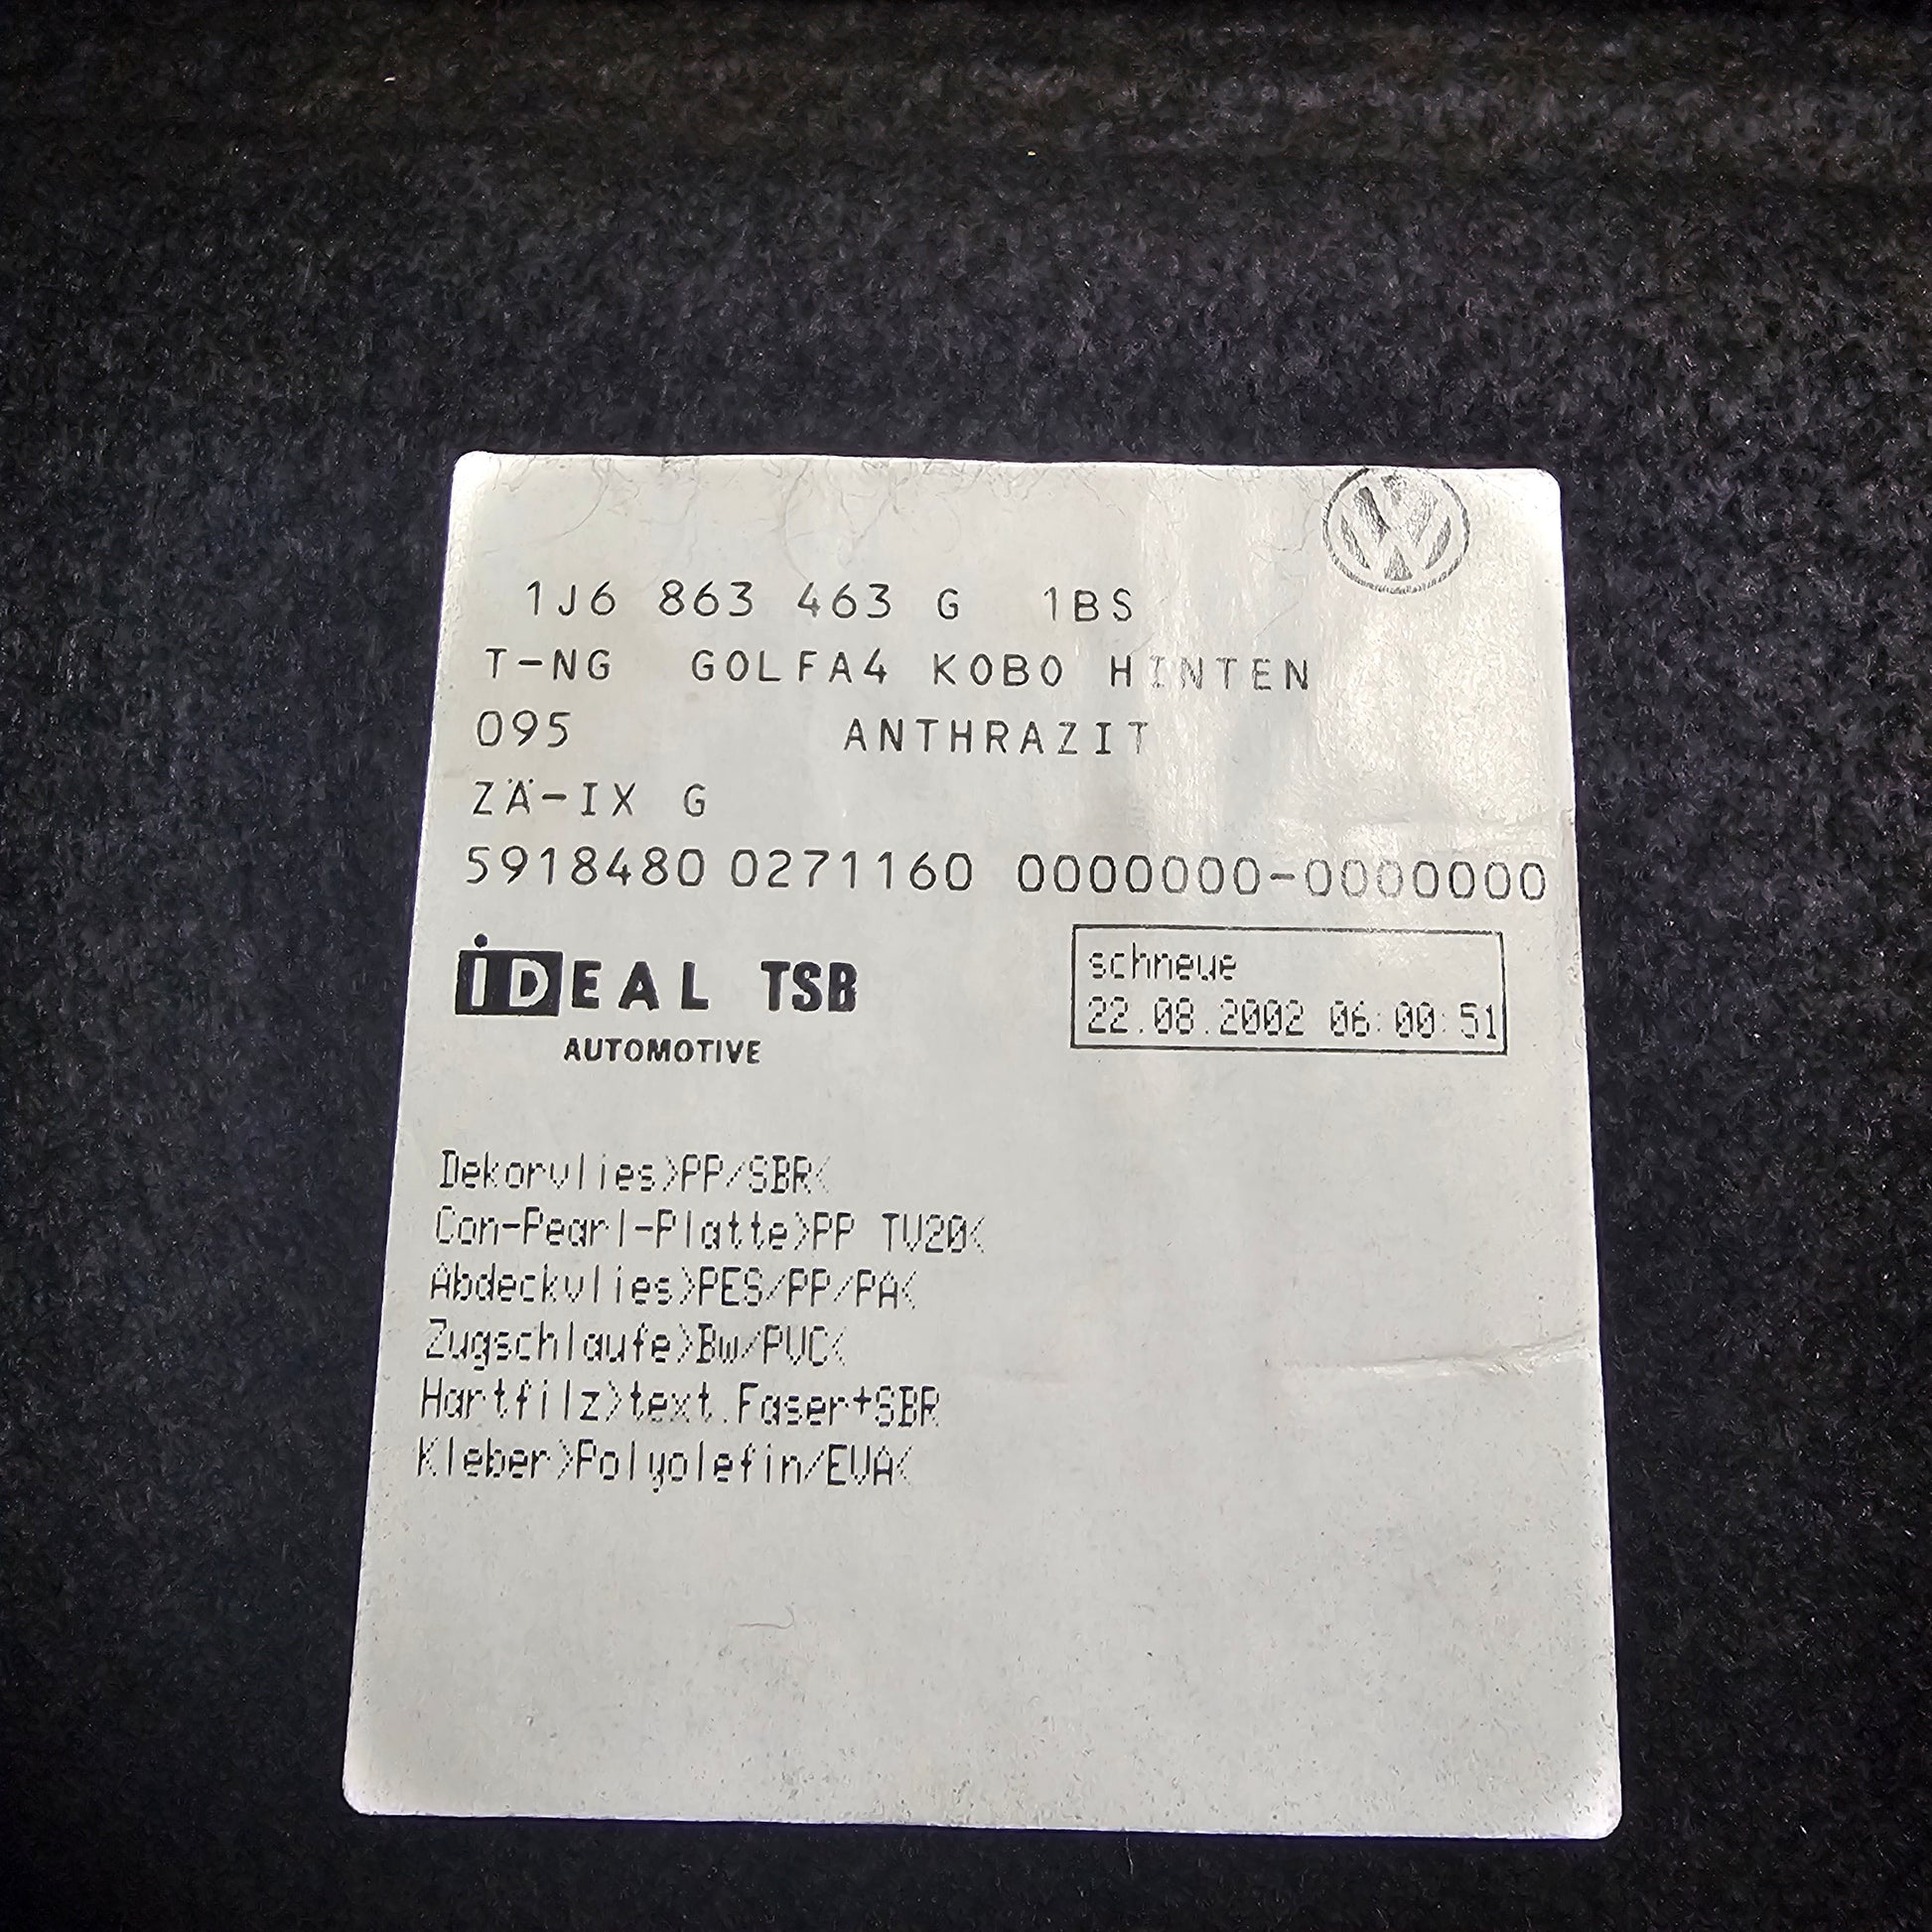 1J6 863 463 G 1BS
T-NG GOLFA4 KOBO HINTEN
095 ANTHRAZIT
ZÄ-IX G
5918480 0271160 0000000-0000000
iDEAL TSB
AUTOMOTIVE
schneue
22.08.2002 06:00:51
Dekorvlies>PP/SBR<
Con-Pearl-Platte>PP TV20<
Abdeckvlies>PES/PP/PA<
Zugschlaufe>Bw/PVC<
Hartfilz>text.Faser+SBR
Kleber>Polyolefin/EVA<